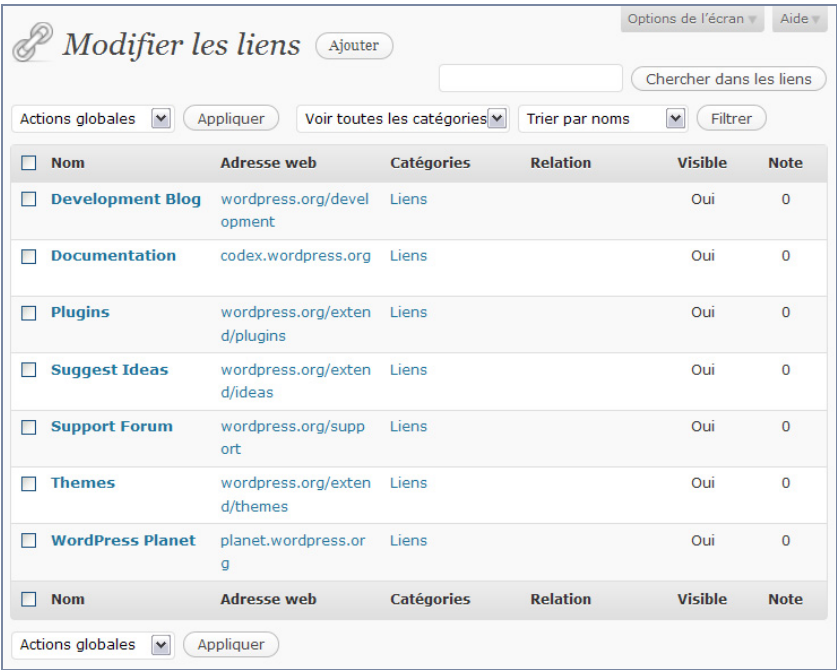 Options de l'écran Aide
Modifier les liens Ajouter
Chercher dans les liens
Actions globales Appliquer Voir toutes les catégories Trier par noms Filtrer
Nom Adresse web Catégories Relation Visible Note
Development Blog wordpress.org/devel Liens Oui 0
opment
Documentation codex.wordpress.org Liens Oui 0
Plugins wordpress.org/exten Liens Oui 0
d/plugins
Suggest Ideas wordpress.org/exten Liens Oui 0
d/ideas
Support Forum wordpress.org/supp Liens Oui 0
ort
Themes wordpress.org/exten Liens Oui 0
d/themes
WordPress Planet planet.wordpress.or Liens Oui 0
g
Nom Adresse web Catégories Relation Visible Note
Actions globales Appliquer